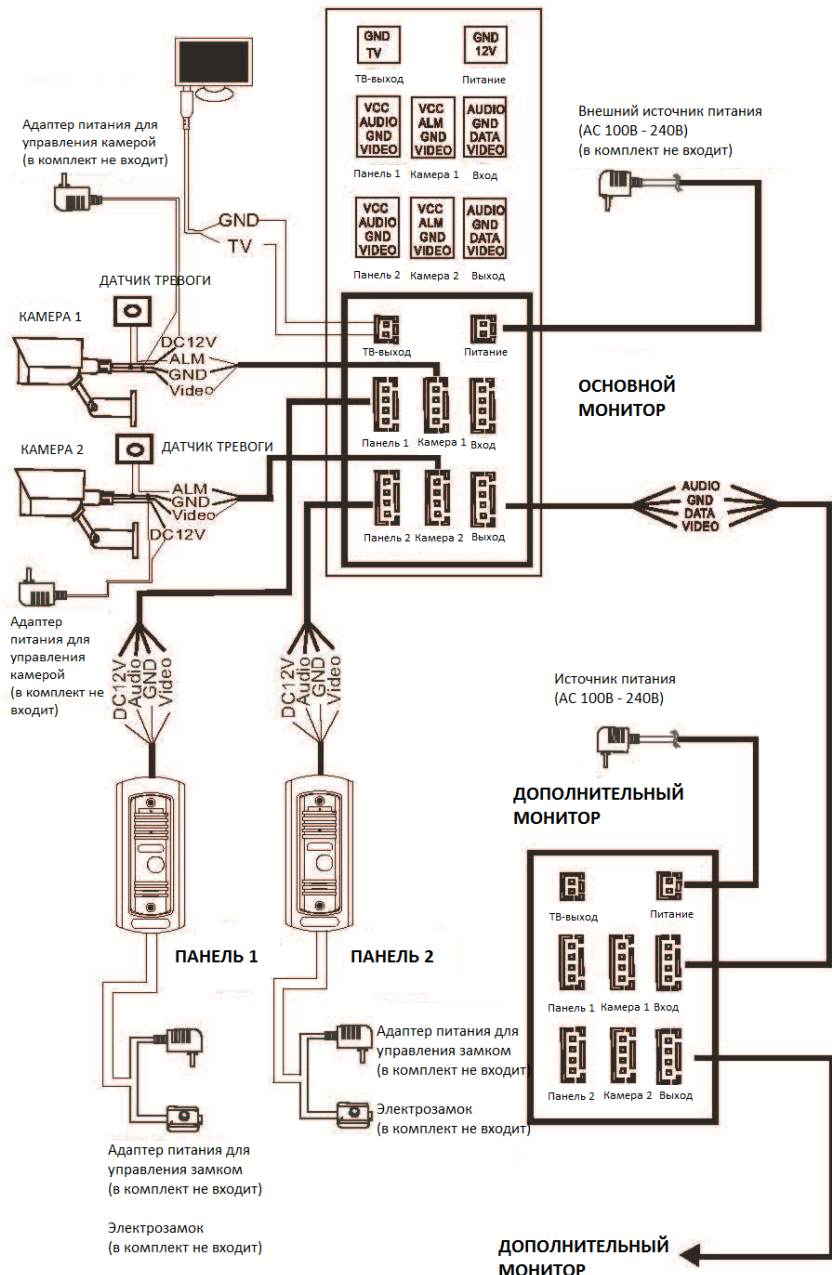 GND
TV
ТВ-выход
GND
12V
Питание
VCC
AUDIO
GND
VIDEO
Панель 1
VCC
ALM
GND
VIDEO
Камера 1
AUDIO
GND
DATA
VIDEO
Вход
VCC
AUDIO
GND
VIDEO
Панель 2
VCC
ALM
GND
VIDEO
Камера 2
AUDIO
GND
DATA
VIDEO
Выход
Адаптер питания для
управления камерой
(в комплект не входит)
Внешний источник питания
(АС 100В - 240В)
(в комплект не входит)
GND
TV
ДАТЧИК ТРЕВОГИ
КАМЕРА 1
DC12V
ALM
GND
Video
ТВ-выход
Питание
Панель 1
Камера 1
Вход
Панель 2
Камера 2
Выход
ОСНОВНОЙ
МОНИТОР
КАМЕРА 2
ДАТЧИК ТРЕВОГИ
ALM
GND
Video
DC12V
AUDIO
GND
DATA
VIDEO
Адаптер
питания для
управления
камерой
(в комплект не
входит)
DC12V
Audio
GND
Video
DC12V
Audio
GND
Video
Источник питания
(АС 100В - 240В)
ДОПОЛНИТЕЛЬНЫЙ
МОНИТОР
ТВ-выход
Питание
Панель 1
Камера 1
Вход
Панель 2
Камера 2
Выход
ПАНЕЛЬ 1
ПАНЕЛЬ 2
Адаптер питания для
управления замком
(в комплект не входит)
Электрозамок
(в комплект не входит)
Адаптер питания для
управления замком
(в комплект не входит)
Электрозамок
(в комплект не входит)
ДОПОЛНИТЕЛЬНЫЙ
МОНИТОР